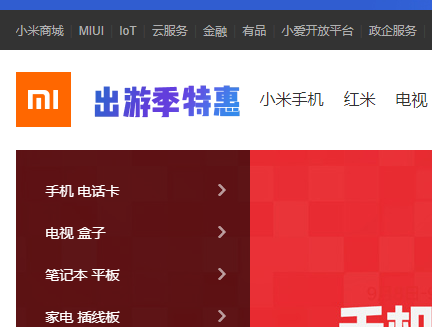 小米商城 MIUI IoT 云服务 金融 有品 小爱开放平台 政企服务
mi 出游季特惠 小米手机 红米 电视
手机 电话卡
电视 盒子
笔记本 平板
家电 插线板
手机